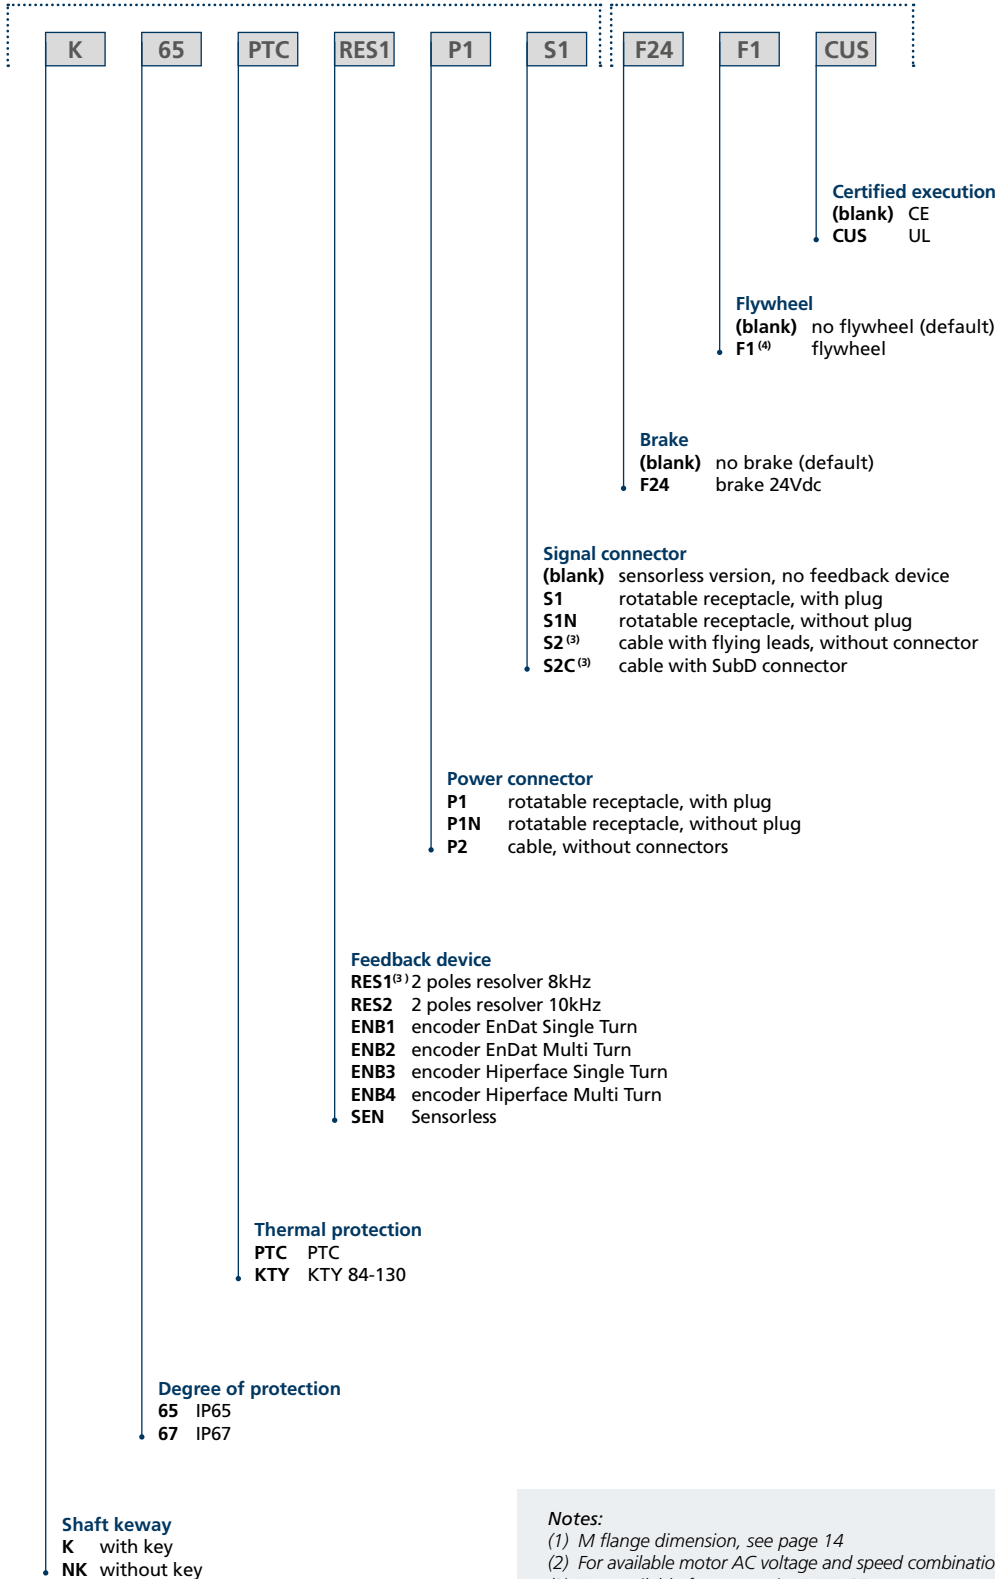 K 65 PTC RES1 P1 S1 F24 F1 CUS
Certified execution
(blank) CE
CUS UL
Flywheel
(blank) no flywheel (default)
F1 (4) flywheel
Brake
(blank) no brake (default)
F24 brake 24Vdc
Signal connector
(blank) sensorless version, no feedback device
S1 rotatable receptacle, with plug
S1N rotatable receptacle, without plug
S2 (3) cable with flying leads, without connector
S2C (3) cable with SubD connector
Power connector
P1 rotatable receptacle, with plug
P1N rotatable receptacle, without plug
P2 cable, without connectors
Feedback device
RES1(3 ) 2 poles resolver 8kHz
RES2 2 poles resolver 10kHz
ENB1 encoder EnDat Single Turn
ENB2 encoder EnDat Multi Turn
ENB3 encoder Hiperface Single Turn
ENB4 encoder Hiperface Multi Turn
SEN Sensorless
Thermal protection
PTC PTC
KTY KTY 84-130
Degree of protection
65 IP65
67 IP67
Shaft keway
K with key
NK without key
Notes:
(1) M flange dimension, see page 14
(2) For available motor AC voltage and speed combinatio